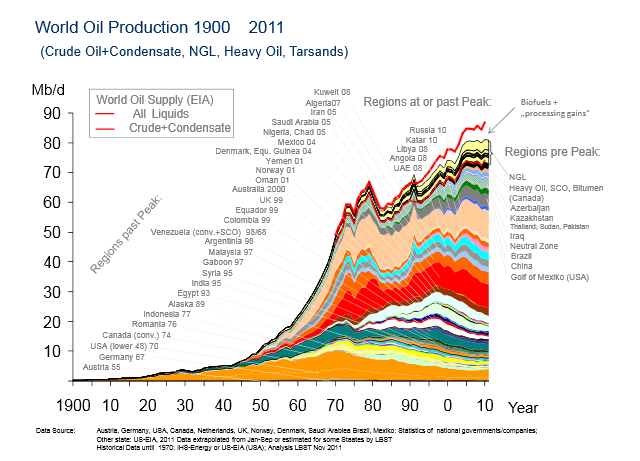 World Oil Production 1900 2011
(Crude Oil+Condensate, NGL, Heavy Oil, Tarsands)
Mb/d
90
80
70
60
50
40
30
20
10
World Oil Supply (EIA)
All Liquids
Crude+Condensate
Regions past Peak:
Kuweit 08
Algeria07
Iran 05
Saudi Arabia 05
Nigeria, Chad 05
Mexico 04
Denmark, Equ. Guinea 04
Yemen 01
Norway 01
Oman 01
Australia 2000
UK 99
Equador 99
Colombia 99
Venezuela (conv.+SCO) 98/68
Argentinia 98
Malaysia 97
Gaboon 97
Syria 95
India 95
Egypt 93
Alaska 89
Indonesia 77
Romania 76
Canada (conv.) 74
USA (lower 48) 70
Germany 67
Austria 55
Regions at or past Peak:
Russia 10
Katar 10
Libya 08
Angola 08
UAE 08
Biofuels +
„processing gains“
Regions pre Peak:
NGL
Heavy Oil, SCO, Bitumen
(Canada)
Azerbaijan
Kazakhstan
Thailand, Sudan, Pakistan
Iraq
Neutral Zone
Brazil
China
Golf of Mexiko (USA)
1900 10 20 30 40 50 60 70 80 90 0 10 Year
Data Source: Austria, Germany, USA, Canada, Netherlands, UK, Norway, Denmark, Saudi Arablea Brazil, Mexiko: Statistics of national governments/companies;
Other state: US-EIA, 2011 Data extrapolated from Jan-Sep or estimated for some Staates by LBST
Historical Data until 1970: IHS-Energy or US-EIA (USA); Analysis LBST Nov 2011